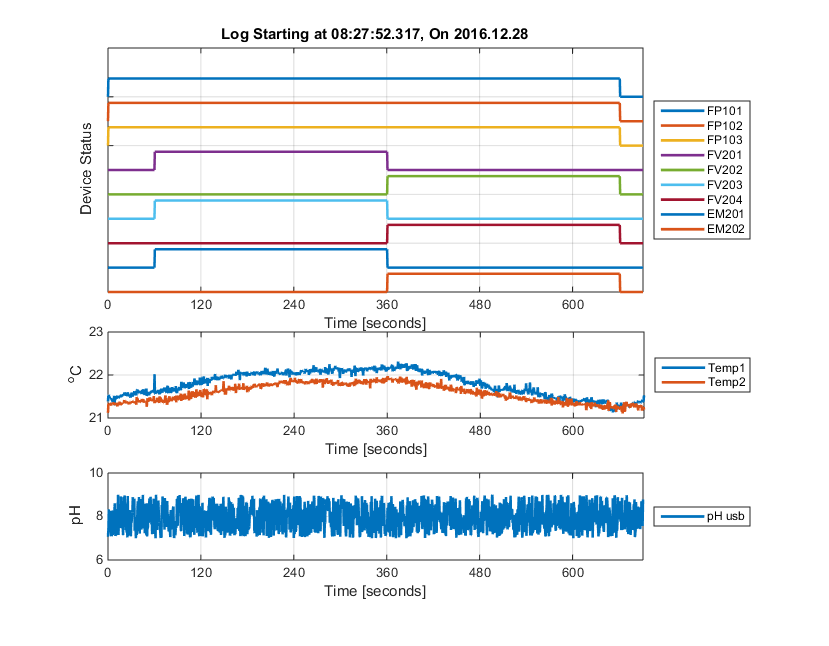 Log Starting at 08:27:52.317, On 2016.12.28
Device Status
FP101
FP102
FP103
FV201
FV202
FV203
FV204
EM201
EM202
0 120 240 360 480 600
Time [seconds]
°C
23
22
21
Temp1
Temp2
0 120 240 360 480 600
Time [seconds]
pH
10
8
6
pH usb
0 120 240 360 480 600
Time [seconds]